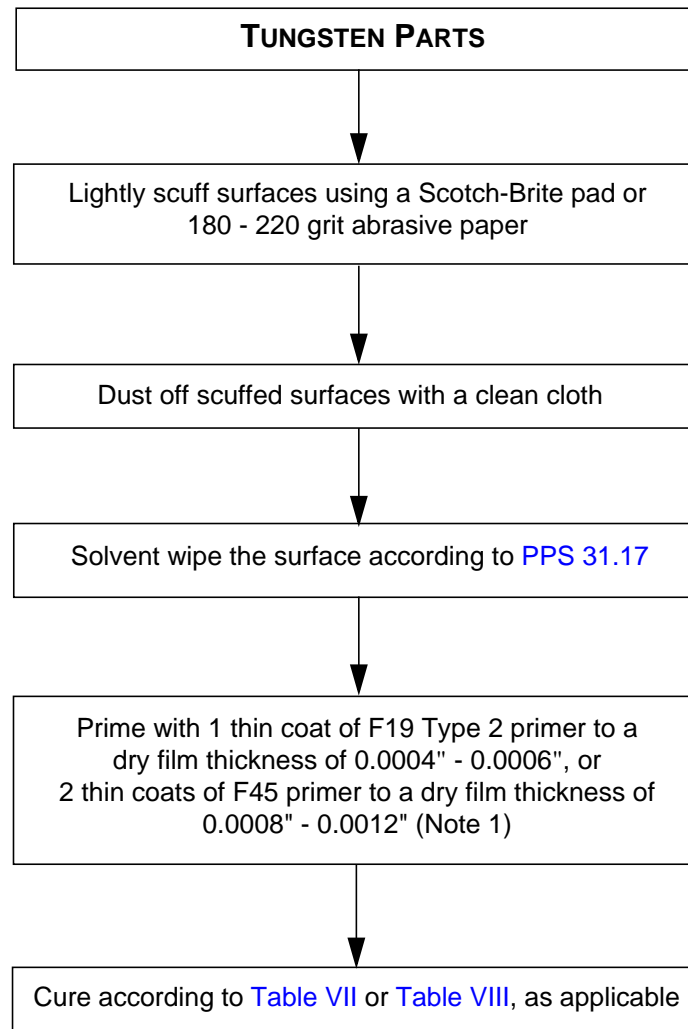 TUNGSTEN PARTS
Lightly scuff surfaces using a Scotch-Brite pad or
180 - 220 grit abrasive paper
Dust off scuffed surfaces with a clean cloth
Solvent wipe the surface according to PPS 31.17
Prime with 1 thin coat of F19 Type 2 primer to a
dry film thickness of 0.0004" - 0.0006", or
2 thin coats of F45 primer to a dry film thickness of
0.0008" - 0.0012" (Note 1)
Cure according to Table VII or Table VIII, as applicable